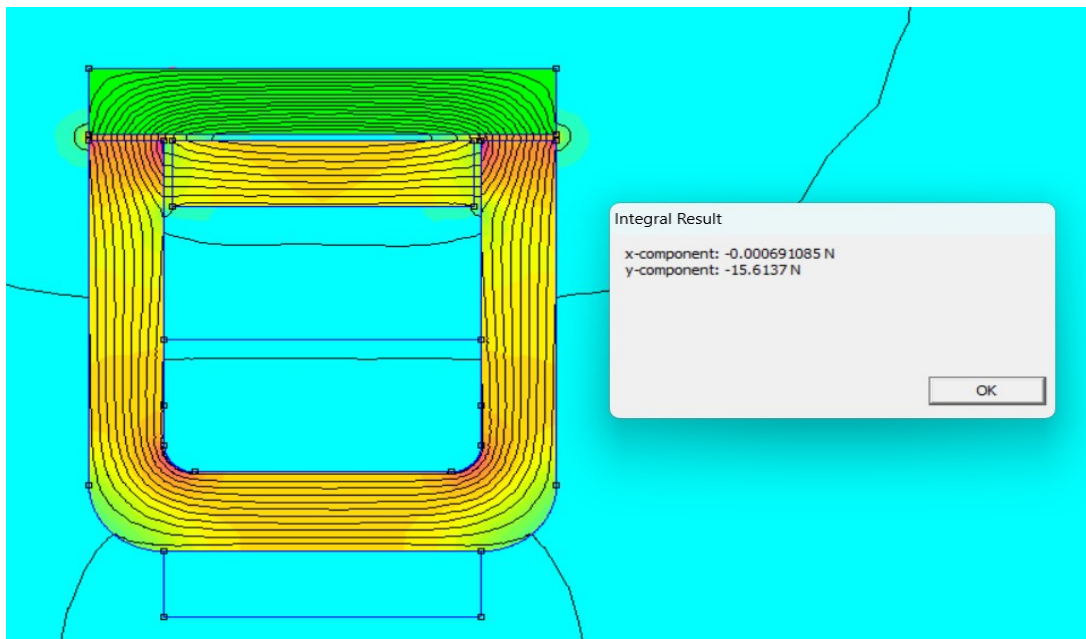 Integral Result
x-component: -0.000691085 N
y-component: -15.6137 N
OK